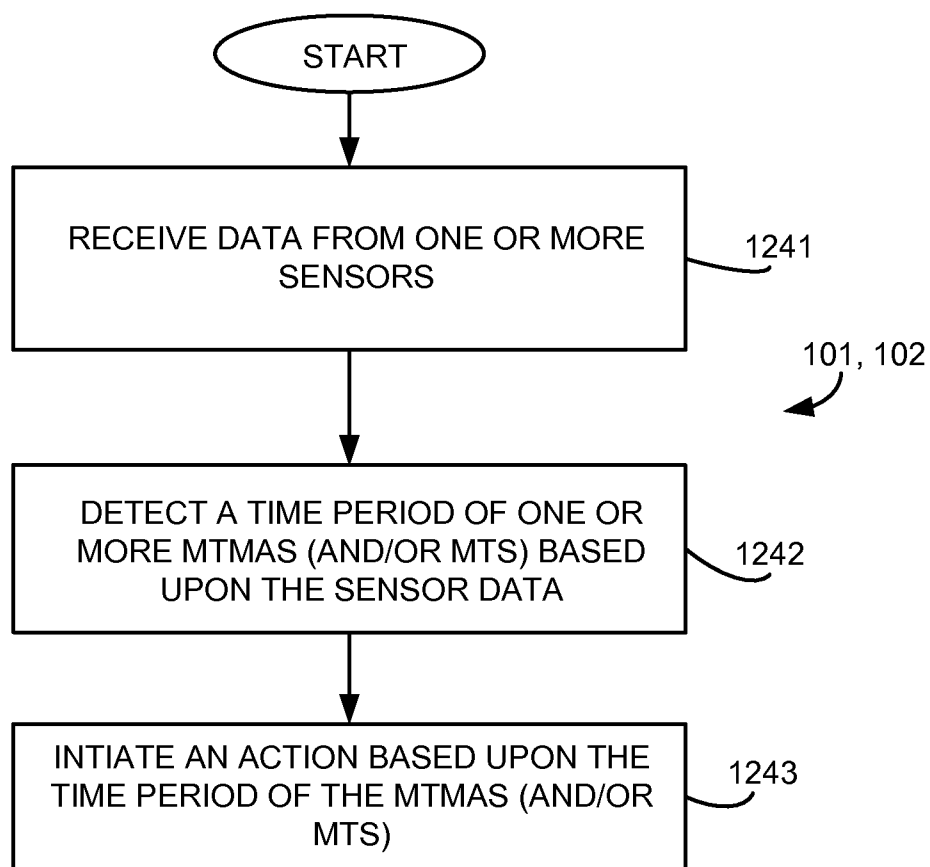 START
RECEIVE DATA FROM ONE OR MORE
SENSORS
1241
101, 102
DETECT A TIME PERIOD OF ONE OR
MORE MTMAS (AND/OR MTS) BASED
UPON THE SENSOR DATA
1242
INTIATE AN ACTION BASED UPON THE
TIME PERIOD OF THE MTMAS (AND/OR
MTS)
1243